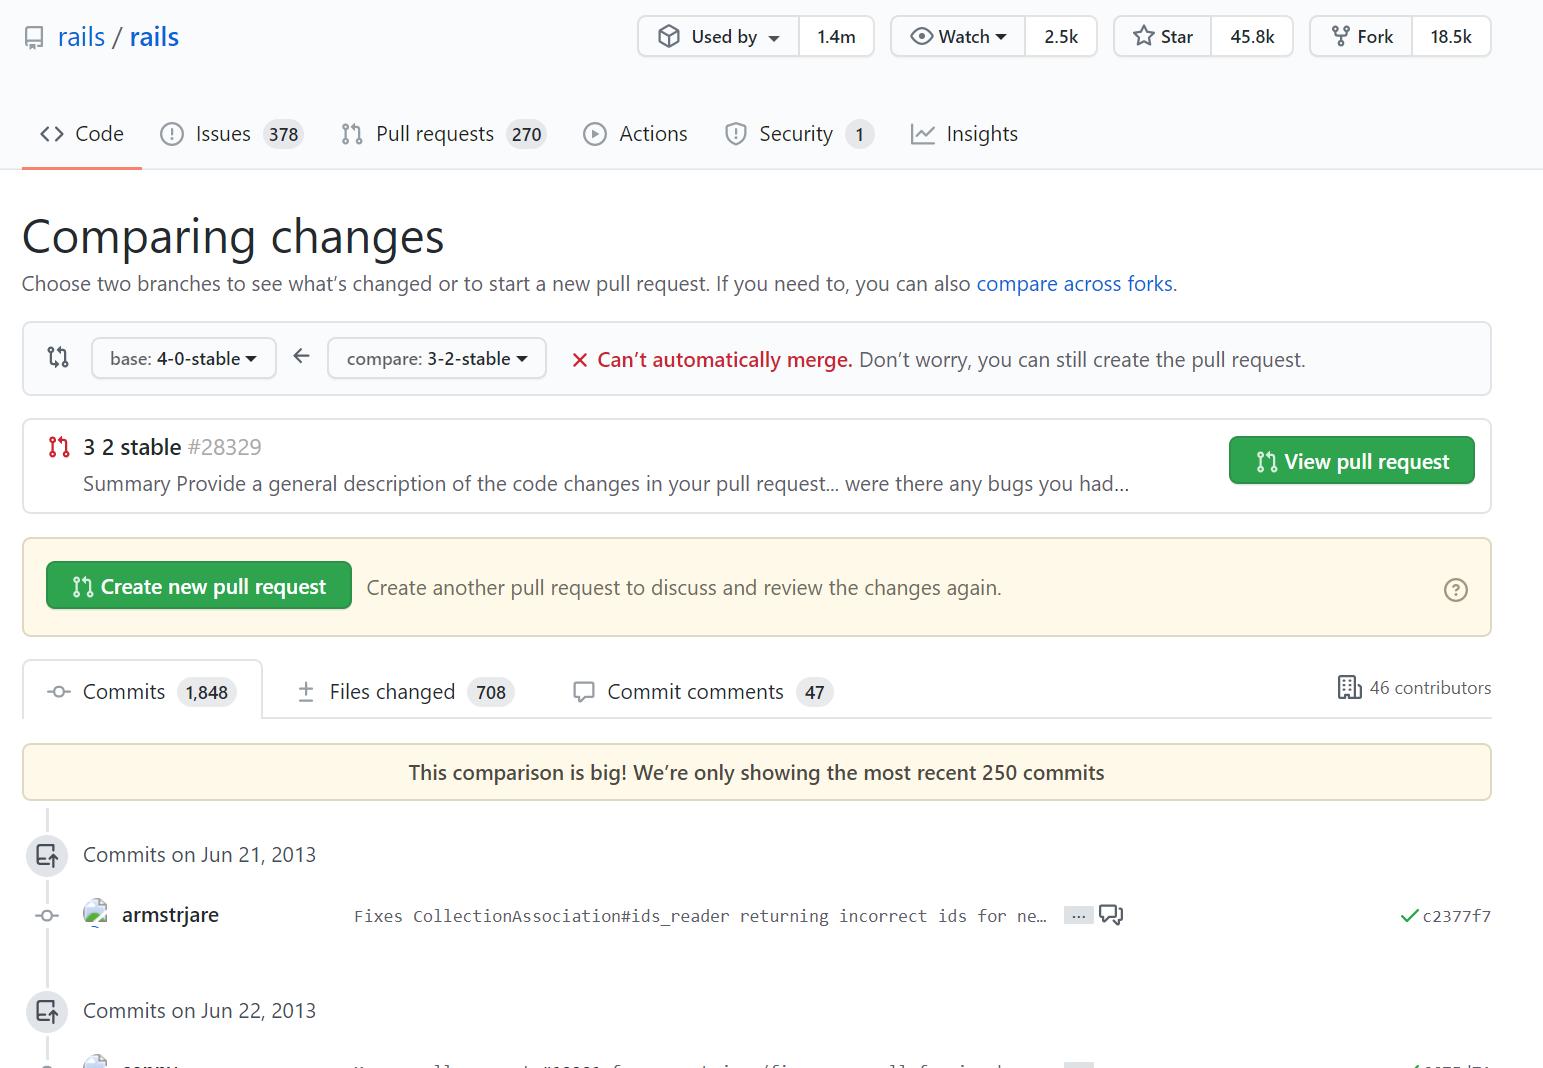 rails / rails
Used by 1.4m Watch 2.5k Star 45.8k Fork 18.5k
Code Issues 378 Pull requests 270 Actions Security 1 Insights
Comparing changes
Choose two branches to see what’s changed or to start a new pull request. If you need to, you can also compare across forks.
base: 4-0-stable compare: 3-2-stable Can’t automatically merge. Don’t worry, you can still create the pull request.
3 2 stable #28329
Summary Provide a general description of the code changes in your pull request... were there any bugs you had...
View pull request
Create new pull request Create another pull request to discuss and review the changes again.
Commits 1,848 Files changed 708 Commit comments 47 46 contributors
This comparison is big! We’re only showing the most recent 250 commits
Commits on Jun 21, 2013
armstrjare Fixes CollectionAssociation#ids_reader returning incorrect ids for ne… … c2377f7
Commits on Jun 22, 2013